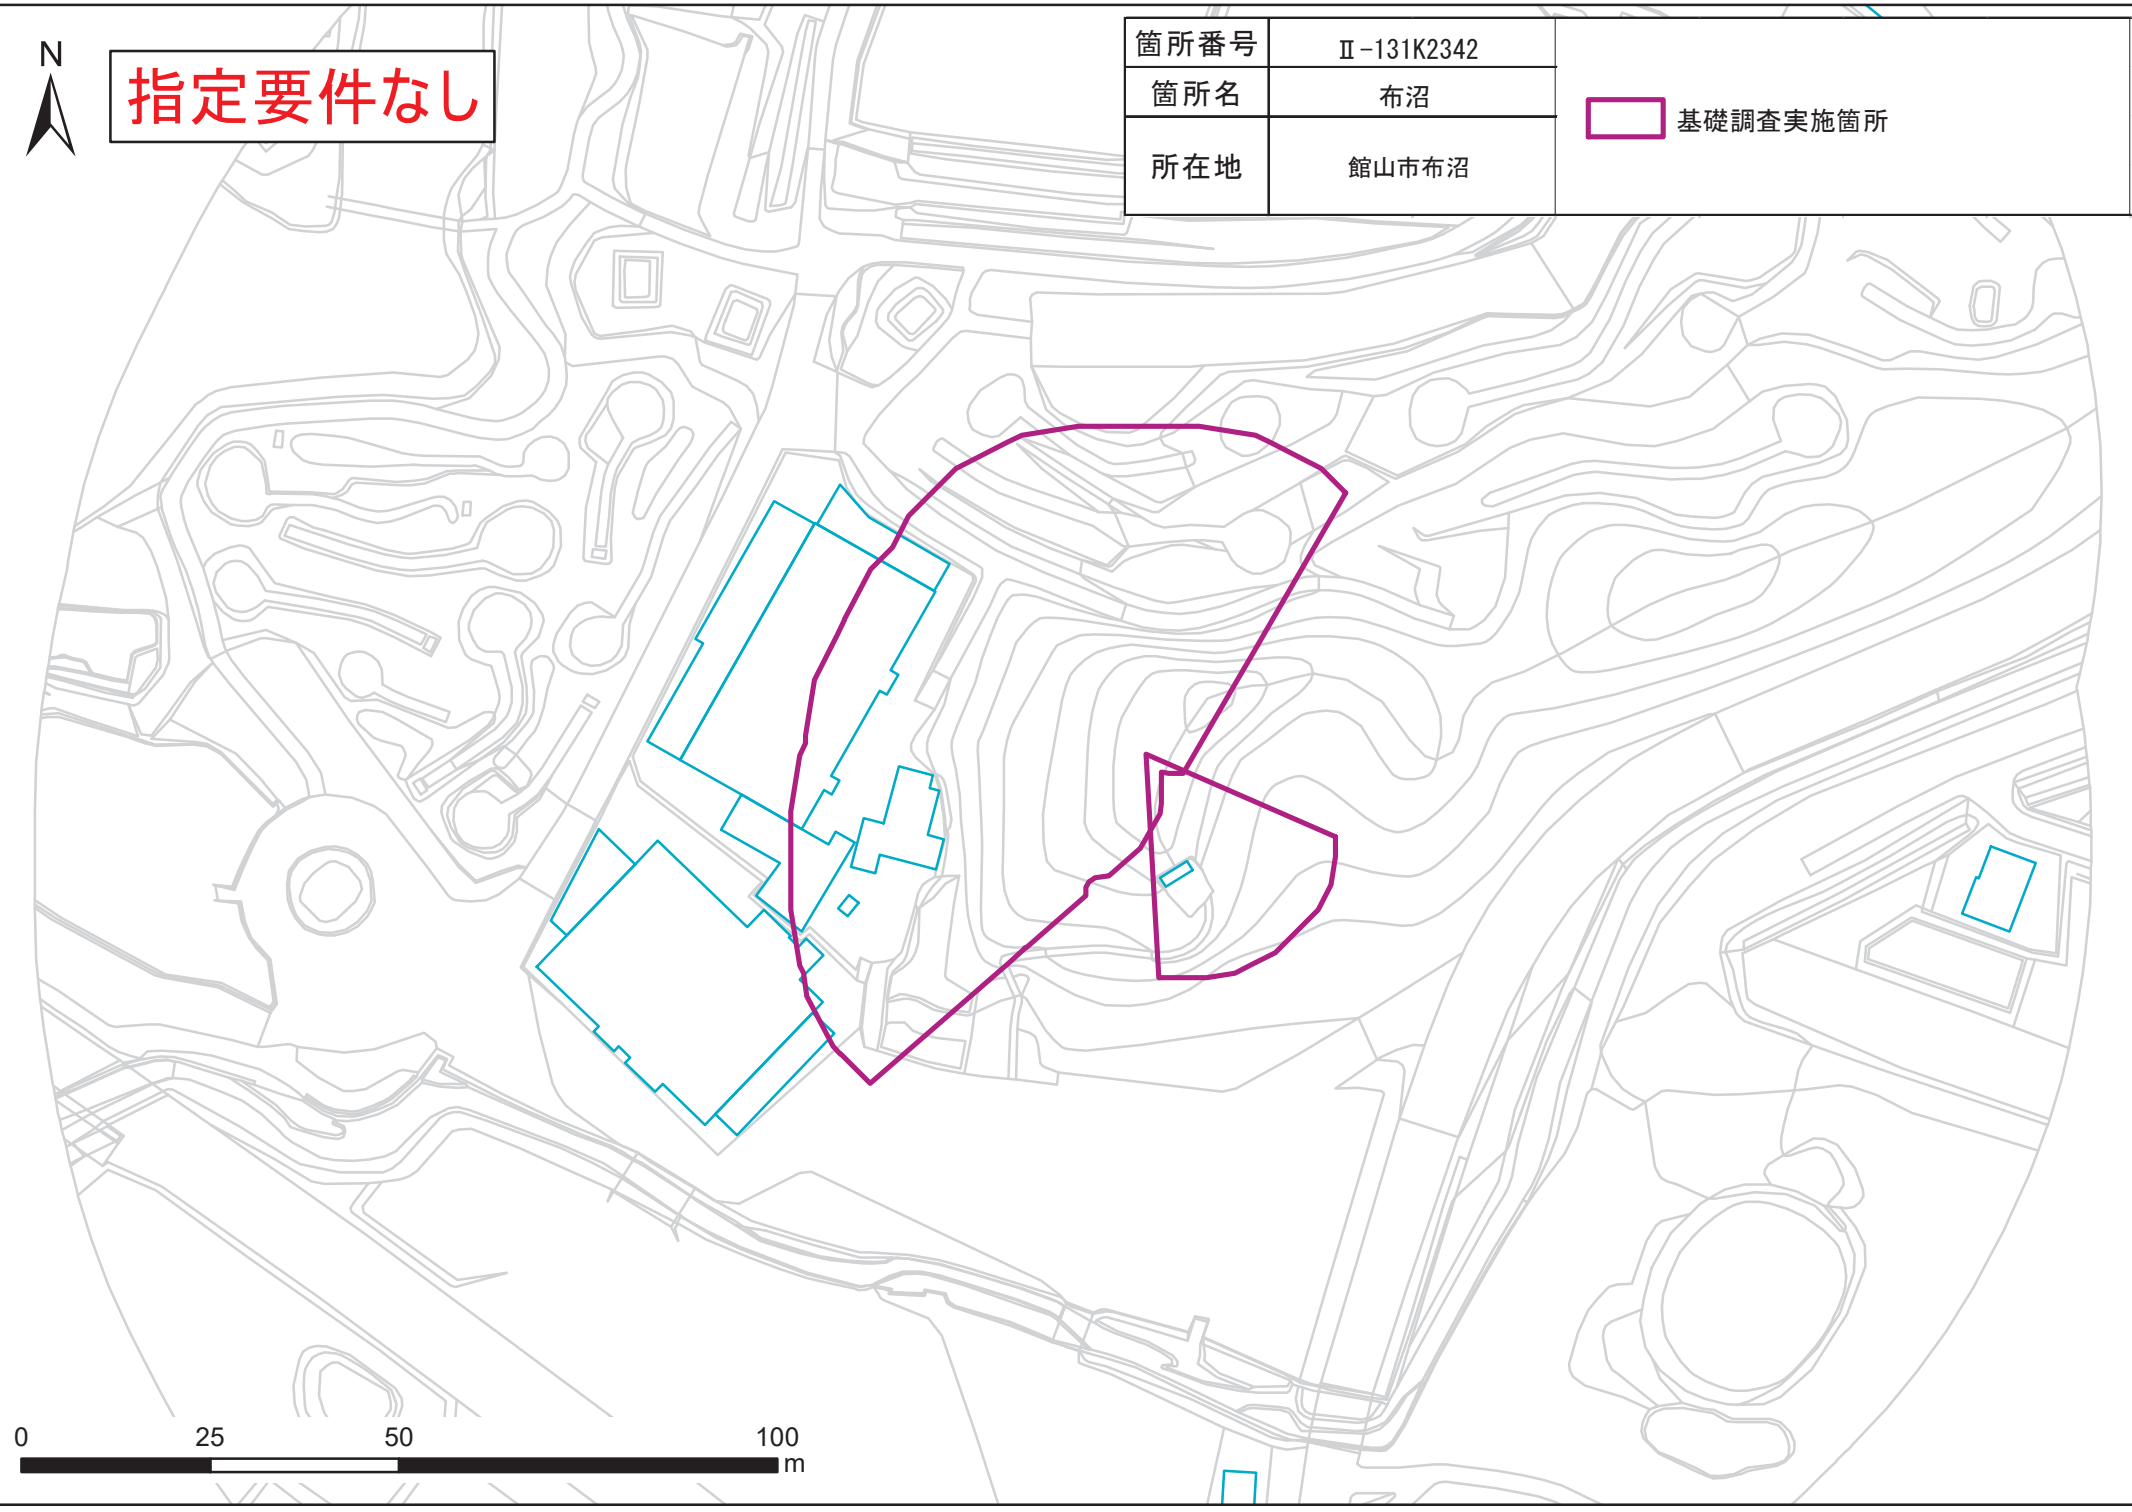 N
指定要件なし
箇所番号 Ⅱ-131K2342
箇所名 布沼
所在地 館山市布沼
基礎調査実施箇所
0 25 50 100
m